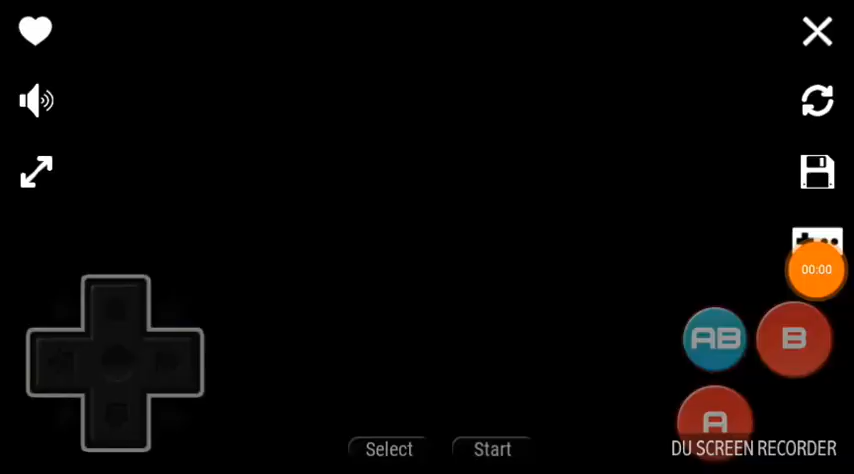 00:00
AB
B
A
Select
Start
DU SCREEN RECORDER